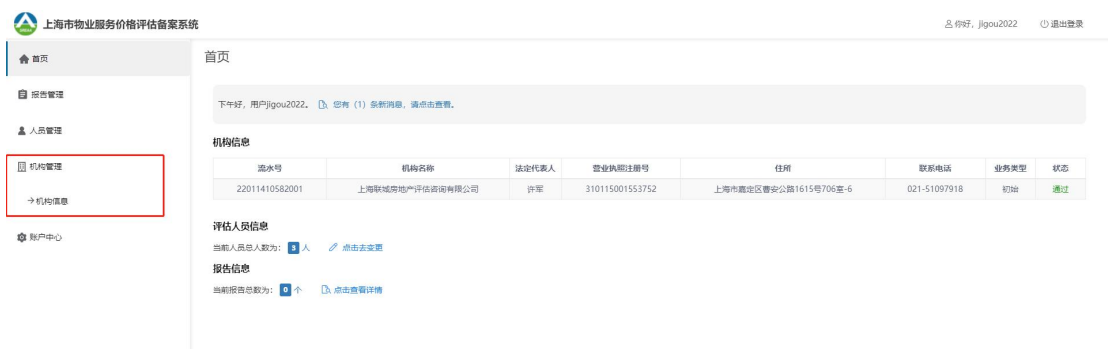 上海市物业服务价格评估备案系统
你好，jigou2022 退出登录
首页
报告管理
人员管理
机构管理
→机构信息
账户中心
首页
下午好，用户jigou2022。 您有（1）条新消息，请点击查看。
机构信息
流水号 机构名称 法定代表人 营业执照注册号 住所 联系电话 业务类型 状态
22011410582001 上海联城房地产评估咨询有限公司 许军 310115001553752 上海市嘉定区曹安公路1615号706室-6 021-51097918 初始 通过
评估人员信息
当前人员总人数为： 3 人 点击去变更
报告信息
当前报告总数为： 0 个 点击查看详情